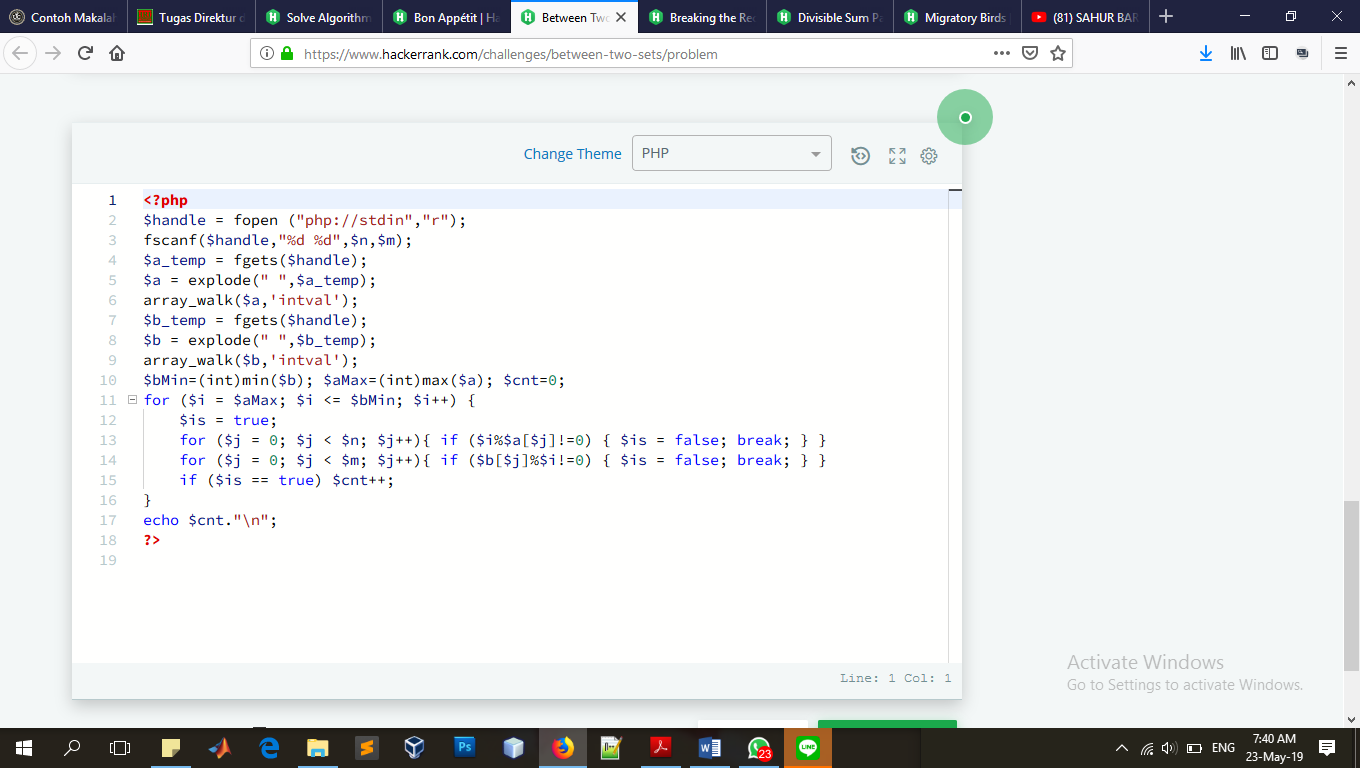 Contoh Makalah
Tugas Direktur d
Solve Algorithm
Bon Appétit | Ha
Between Two
Breaking the Rec
Divisible Sum Pa
Migratory Birds |
(81) SAHUR BAR
https://www.hackerrank.com/challenges/between-two-sets/problem
Change Theme
PHP
1 <?php
2 $handle = fopen ("php://stdin","r");
3 fscanf($handle,"%d %d",$n,$m);
4 $a_temp = fgets($handle);
5 $a = explode(" ",$a_temp);
6 array_walk($a,'intval');
7 $b_temp = fgets($handle);
8 $b = explode(" ",$b_temp);
9 array_walk($b,'intval');
10 $bMin=(int)min($b); $aMax=(int)max($a); $cnt=0;
11 for ($i = $aMax; $i <= $bMin; $i++) {
12 $is = true;
13 for ($j = 0; $j < $n; $j++){ if ($i%$a[$j]!=0) { $is = false; break; } }
14 for ($j = 0; $j < $m; $j++){ if ($b[$j]%$i!=0) { $is = false; break; } }
15 if ($is == true) $cnt++;
16 }
17 echo $cnt."\n";
18 ?>
19
Line: 1 Col: 1
Activate Windows
Go to Settings to activate Windows.
Ps
23
LINE
ENG
7:40 AM
23-May-19